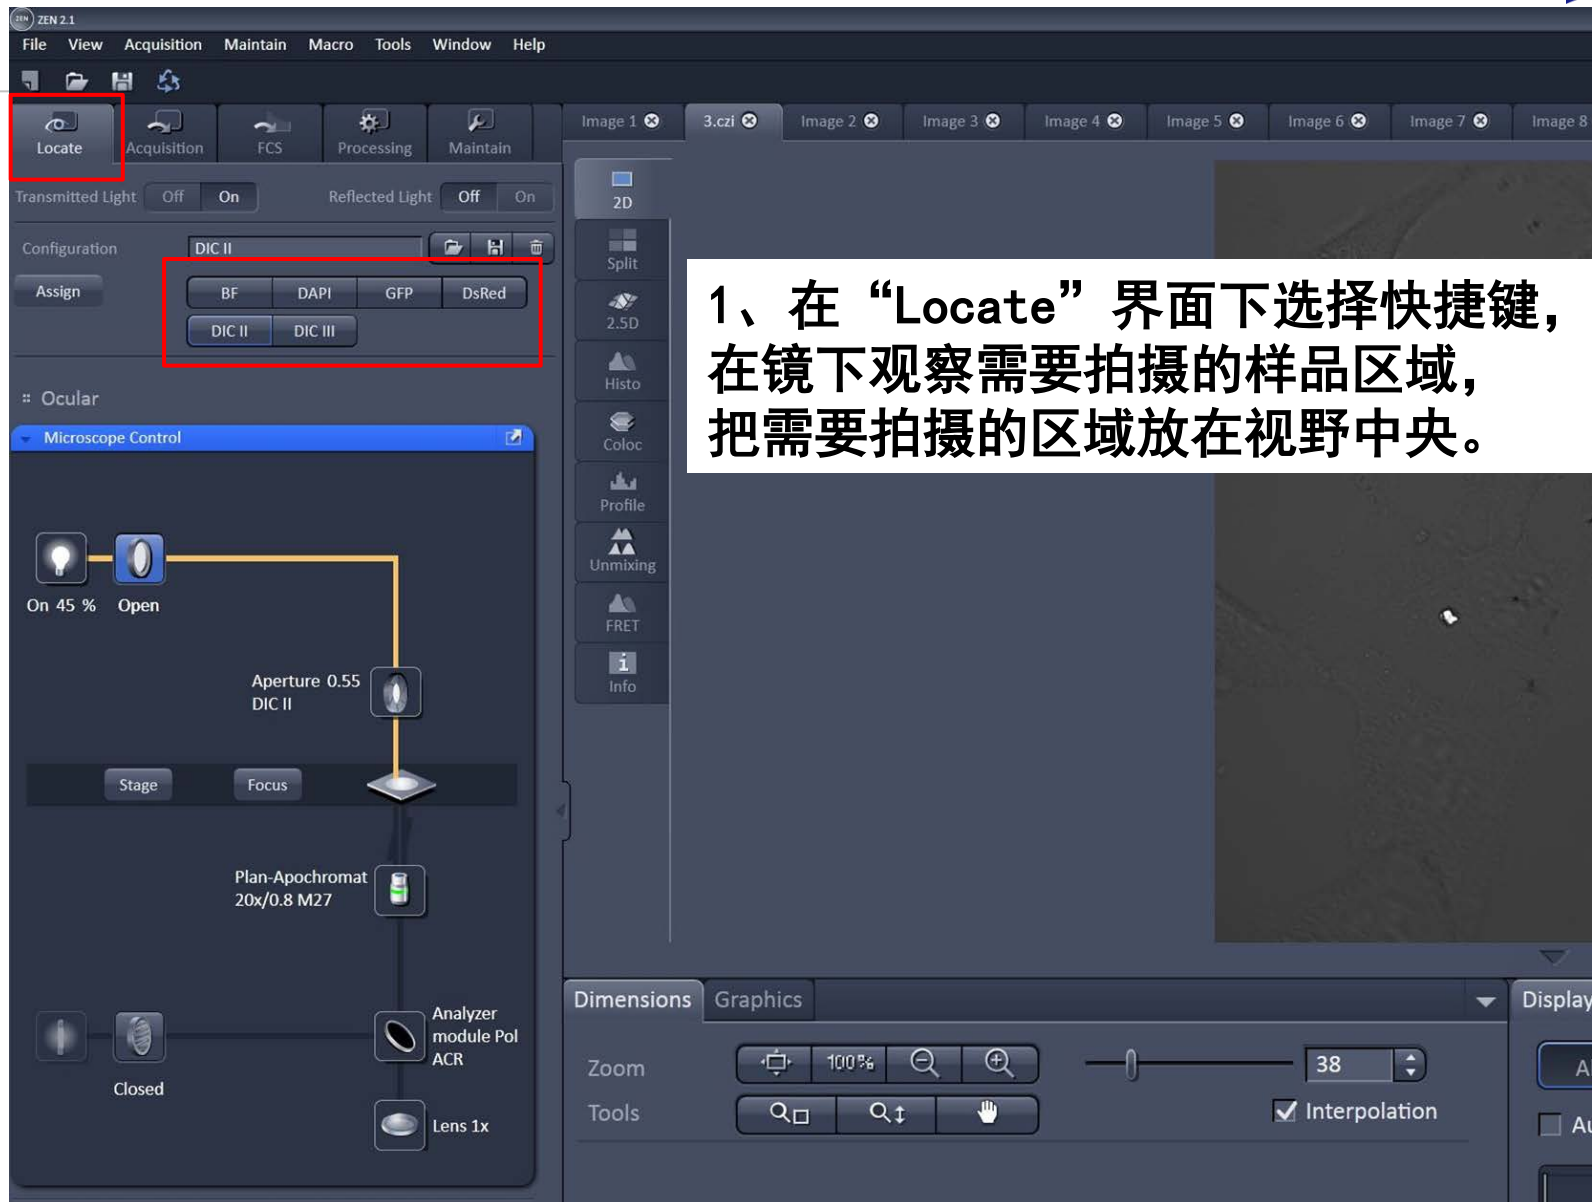 ZEN ZEN 2.1
File View Acquisition Maintain Macro Tools Window Help
Locate Acquisition FCS Processing Maintain
Image 1 3.czi Image 2 Image 3 Image 4 Image 5 Image 6 Image 7 Image 8
Transmitted Light Off On Reflected Light Off On
Configuration DIC II
Assign BF DAPI GFP DsRed
DIC II DIC III
Ocular
Microscope Control
On 45 % Open
Aperture 0.55
DIC II
Stage Focus
Plan-Apochromat
20x/0.8 M27
Analyzer
module Pol
ACR
Closed
Lens 1x
2D
Split
2.5D
Histo
Coloc
Profile
Unmixing
FRET
Info
1、在“Locate”界面下选择快捷键，
在镜下观察需要拍摄的样品区域，
把需要拍摄的区域放在视野中央。
Dimensions Graphics
Zoom 100% 38
Tools Interpolation
Display